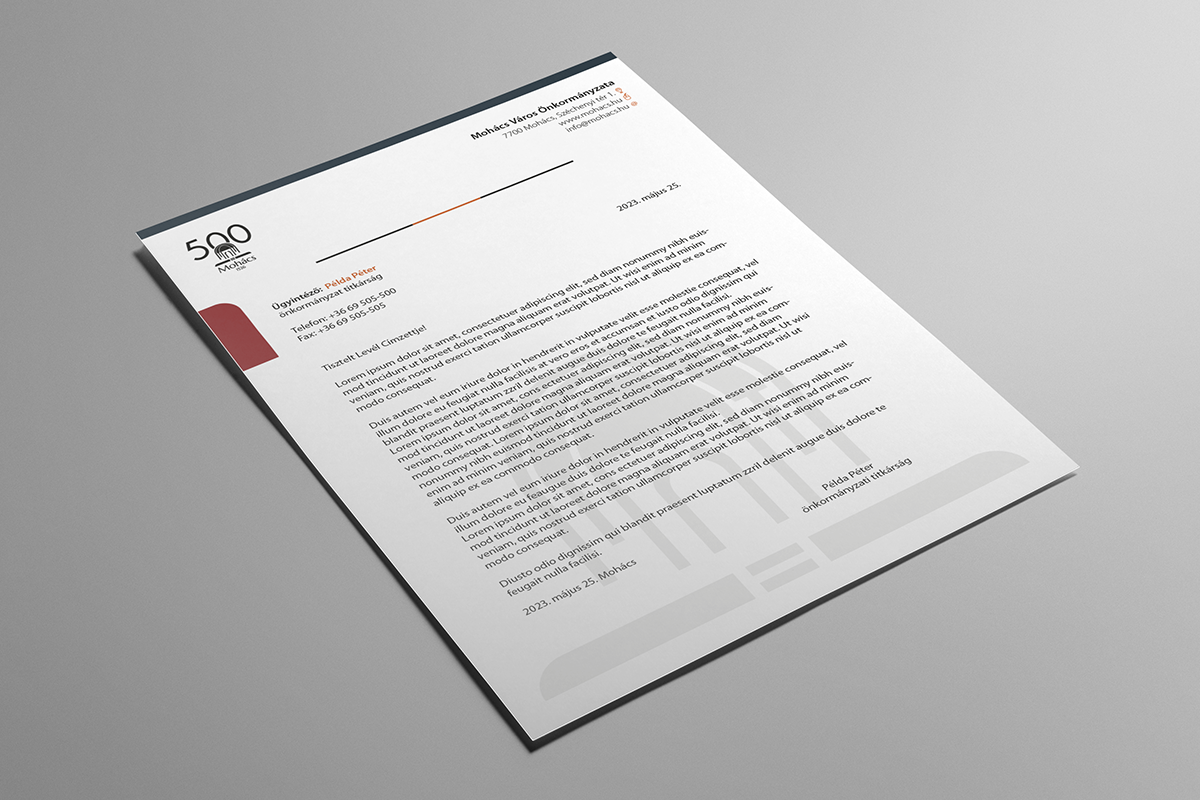 Mohács Város Önkormányzata
7700 Mohács, Széchenyi tér 1.
www.mohacs.hu
info@mohacs.hu
2023. május 25.
500
Mohács
1526
Ügyintéző: Példa Péter
önkormányzat titkárság
Telefon: +36 69 505-500
Fax: +36 69 505-505
Tisztelt Levél Címzettje!
Lorem ipsum dolor sit amet, consectetuer adipiscing elit, sed diam nonummy nibh euis-
mod tincidunt ut laoreet dolore magna aliquam erat volutpat. Ut wisi enim ad minim
veniam, quis nostrud exerci tation ullamcorper suscipit lobortis nisl ut aliquip ex ea com-
modo consequat.
Duis autem vel eum iriure dolor in hendrerit in vulputate velit esse molestie consequat, vel
illum dolore eu feugiat nulla facilisis at vero eros et accumsan et iusto odio dignissim qui
blandit praesent luptatum zzril delenit augue duis dolore te feugait nulla facilisi.
Lorem ipsum dolor sit amet, cons ectetuer adipiscing elit, sed diam nonummy nibh euis-
mod tincidunt ut laoreet dolore magna aliquam erat volutpat. Ut wisi enim ad minim
veniam, quis nostrud exerci tation ullamcorper suscipit lobortis nisl ut aliquip ex ea com-
modo consequat. Lorem ipsum dolor sit amet, consectetuer adipiscing elit, sed diam
nonummy nibh euismod tincidunt ut laoreet dolore magna aliquam erat volutpat. Ut wisi
enim ad minim veniam, quis nostrud exerci tation ullamcorper suscipit lobortis nisl ut
aliquip ex ea commodo consequat.
Duis autem vel eum iriure dolor in hendrerit in vulputate velit esse molestie consequat, vel
illum dolore eu feaugue duis dolore te feugait nulla facilisi.
Lorem ipsum dolor sit amet, cons ectetuer adipiscing elit, sed diam nonummy nibh euis-
mod tincidunt ut laoreet dolore magna aliquam erat volutpat. Ut wisi enim ad minim
veniam, quis nostrud exerci tation ullamcorper suscipit lobortis nisl ut aliquip ex ea com-
modo consequat.
Diusto odio dignissim qui blandit praesent luptatum zzril delenit augue duis dolore te
feugait nulla facilisi.
2023. május 25. Mohács
Példa Péter
önkormányzati titkárság